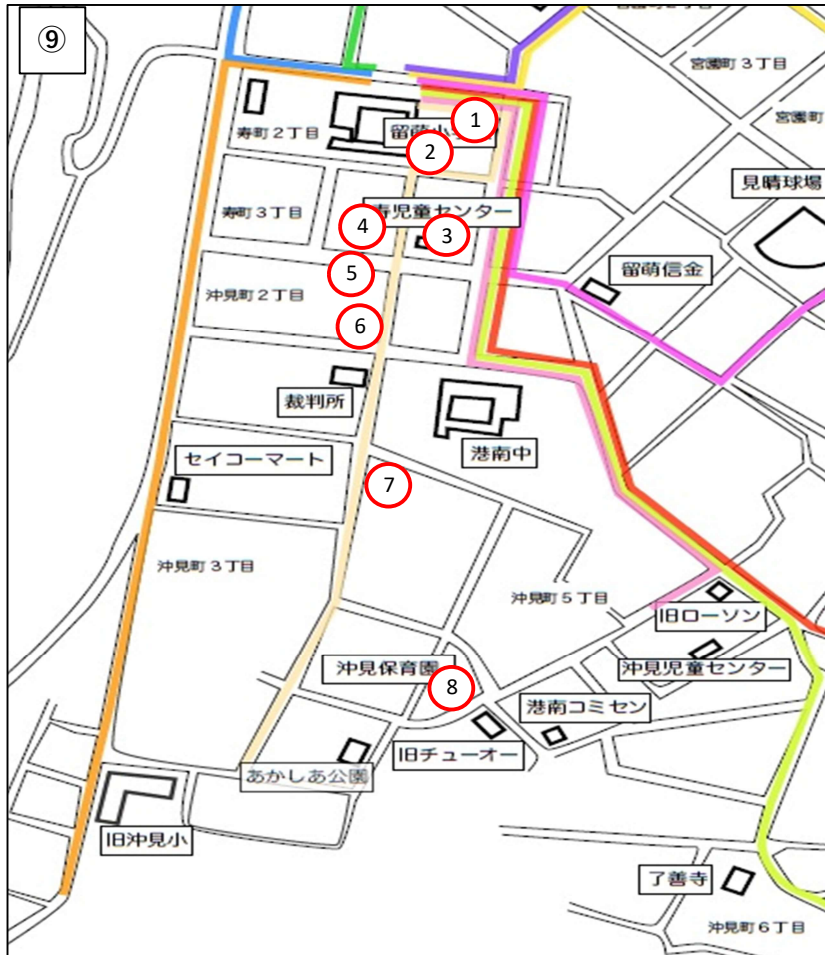 ⑨
宮園町3丁目
宮園町
1
寿町2丁目
2
見晴球場
寿町3丁目
4
寿児童センター
3
留萌信金
5
沖見町2丁目
6
裁判所
セイコーマート
港南中
7
沖見町3丁目
沖見町5丁目
旧ローソン
沖見保育園
8
沖見児童センター
港南コミセン
旧チューオー
あかしあ公園
旧沖見小
了善寺
沖見町6丁目